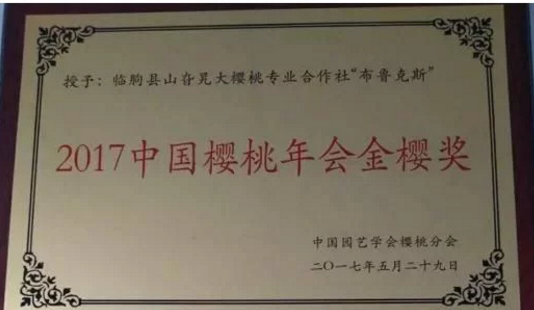 授予：临朐县山旮旯大樱桃专业合作社“布鲁克斯”
2017中国樱桃年会金樱奖
中国园艺学会樱桃分会
二〇一七年五月二十九日